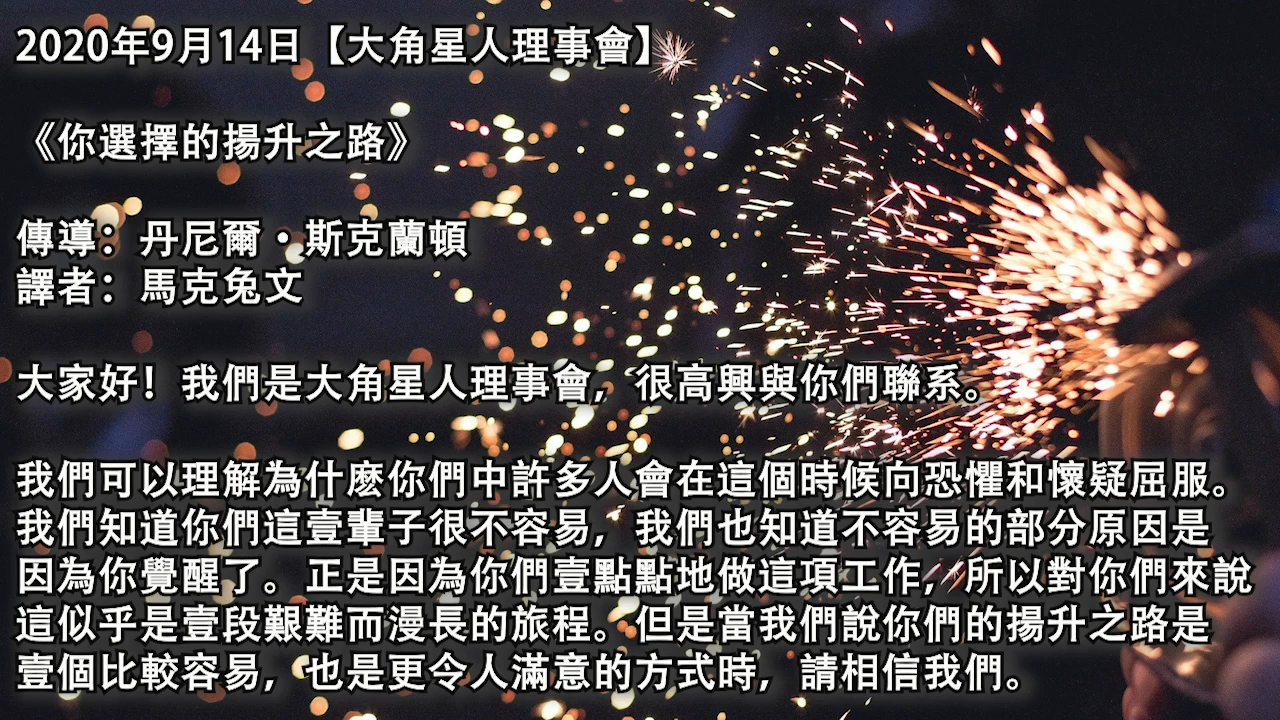 2020年9月14日【大角星人理事會】
《你選擇的揚升之路》
傳導：丹尼爾·斯克蘭頓
譯者：馬克兔文
大家好！我們是大角星人理事會，很高興與你們聯系。
我們可以理解為什麽你們中許多人會在這個時候向恐懼和懷疑屈服。
我們知道你們這壹輩子很不容易，我們也知道不容易的部分原因是
因為你覺醒了。正是因為你們壹點點地做這項工作，所以對你們來說
這似乎是壹段艱難而漫長的旅程。但是當我們說你們的揚升之路是
壹個比較容易，也是更令人滿意的方式時，請相信我們。